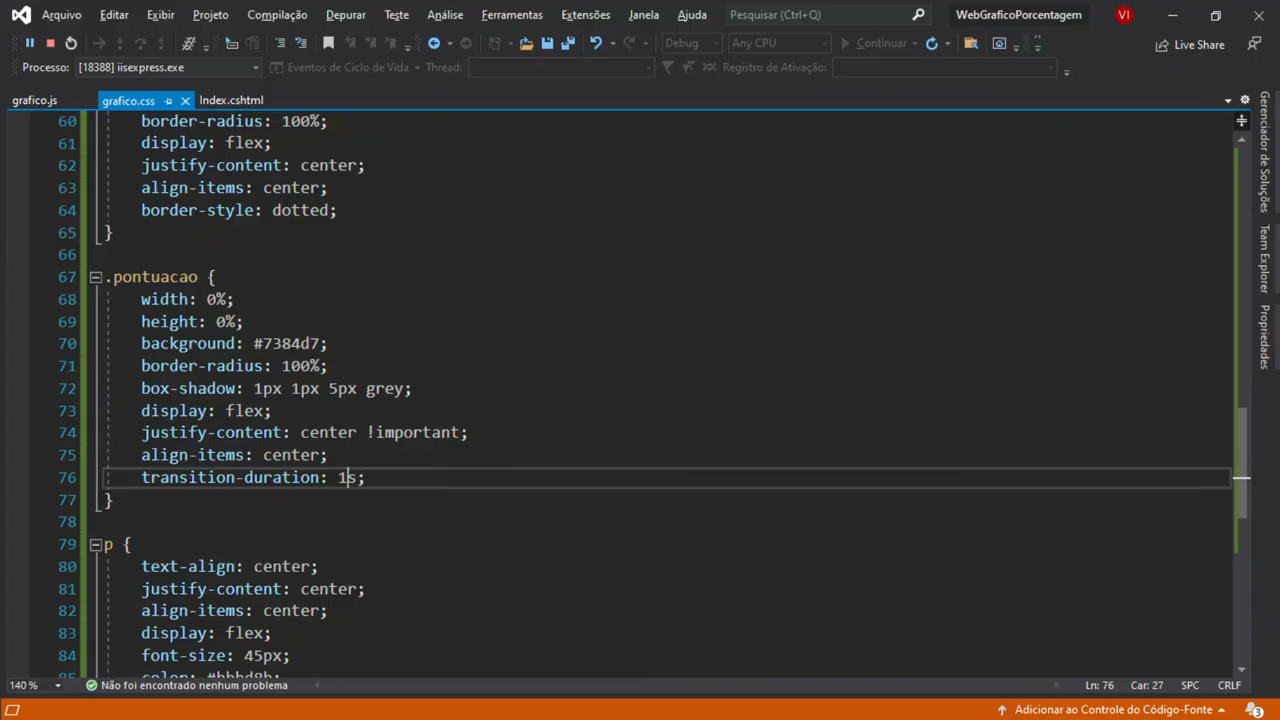 Arquivo Editar Exibir Projeto Compilação Depurar Teste Análise Ferramentas Extensões Janela Ajuda Pesquisar (Ctrl+Q) WebGraficoPorcentagem VI
Debug Any CPU Continuar Live Share
Processo: [18388] iisexpress.exe Eventos de Ciclo de Vida Thread: Registro de Ativação:
grafico.js grafico.css Index.cshtml
60 border-radius: 100%;
61 display: flex;
62 justify-content: center;
63 align-items: center;
64 border-style: dotted;
65 }
66
67 .pontuacao {
68 width: 0%;
69 height: 0%;
70 background: #7384d7;
71 border-radius: 100%;
72 box-shadow: 1px 1px 5px grey;
73 display: flex;
74 justify-content: center !important;
75 align-items: center;
76 transition-duration: 1s;
77 }
78
79 p {
80 text-align: center;
81 justify-content: center;
82 align-items: center;
83 display: flex;
84 font-size: 45px;
Gerenciador de Soluções
Team Explorer
Propriedades
140 % Não foi encontrado nenhum problema Ln: 76 Car: 27 SPC CRLF
Adicionar ao Controle do Código-Fonte 3